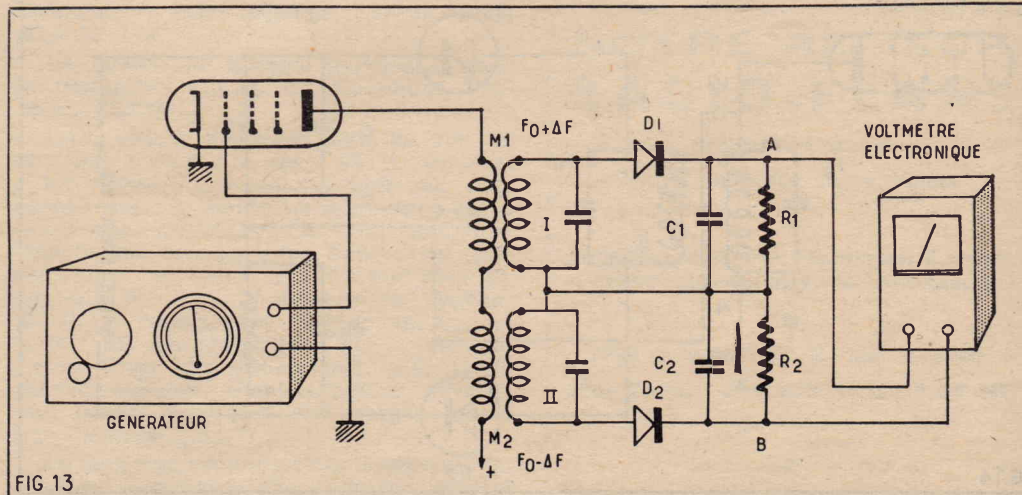 F₀+ΔF
D1
VOLTMETRE
ELECTRONIQUE
M1
A
I
C1
R1
C2
R2
II
D2
GENERATEUR
M2
B
F₀-ΔF
+
FIG 13